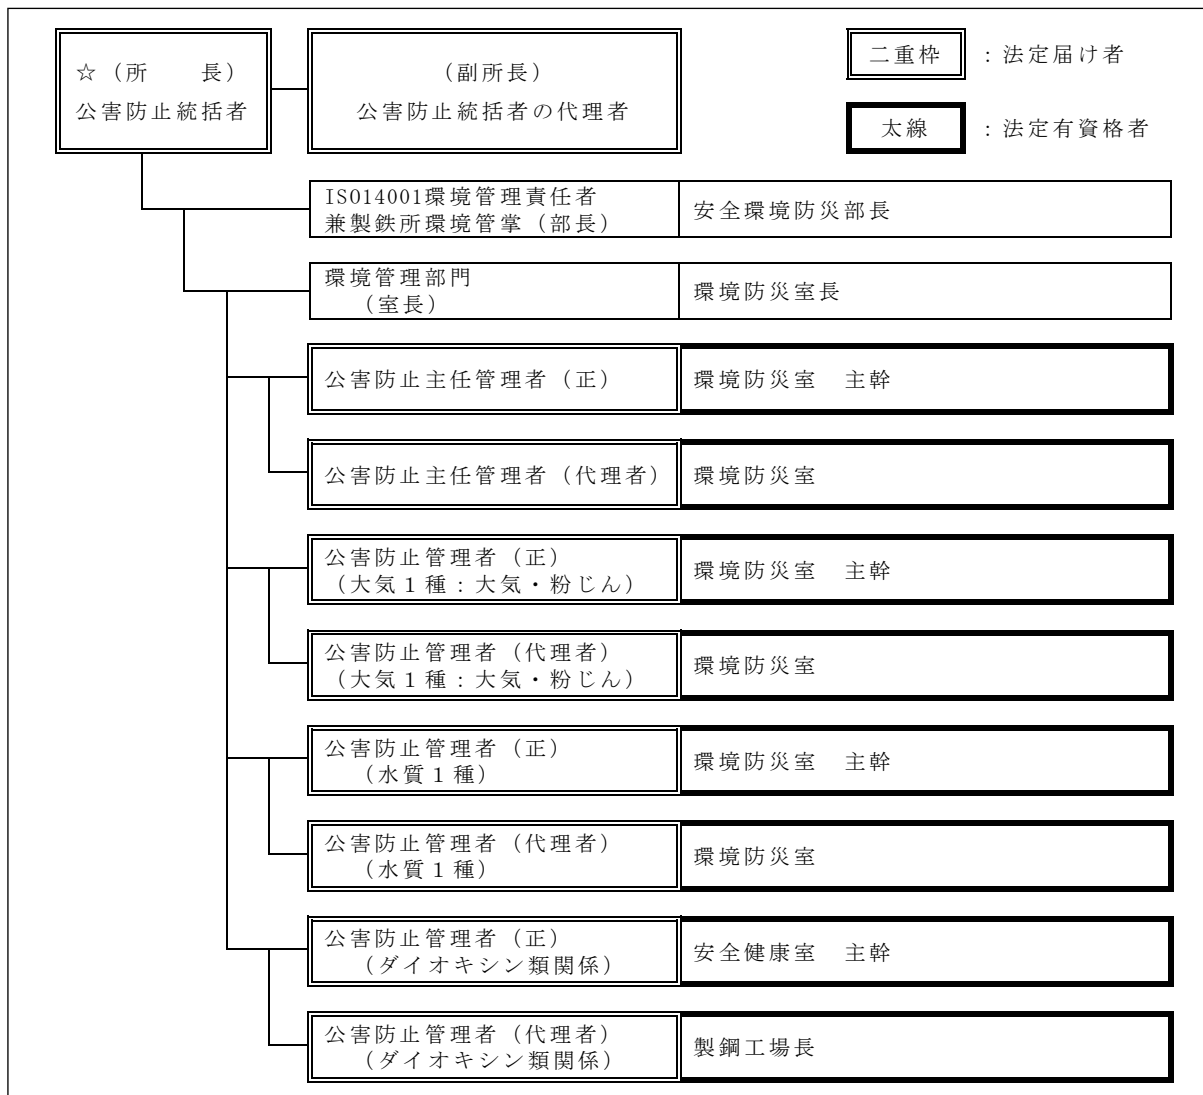 ☆（所　　長）
公害防止統括者
（副所長）
公害防止統括者の代理者
二重枠
：法定届け者
太線
：法定有資格者
ISO14001環境管理責任者
兼製鉄所環境管掌（部長）
安全環境防災部長
環境管理部門
（室長）
環境防災室長
公害防止主任管理者（正）
環境防災室　主幹
公害防止主任管理者（代理者）
環境防災室
公害防止管理者（正）
（大気１種：大気・粉じん）
環境防災室　主幹
公害防止管理者（代理者）
（大気１種：大気・粉じん）
環境防災室
公害防止管理者（正）
（水質１種）
環境防災室　主幹
公害防止管理者（代理者）
（水質１種）
環境防災室
公害防止管理者（正）
（ダイオキシン類関係）
安全健康室　主幹
公害防止管理者（代理者）
（ダイオキシン類関係）
製鋼工場長